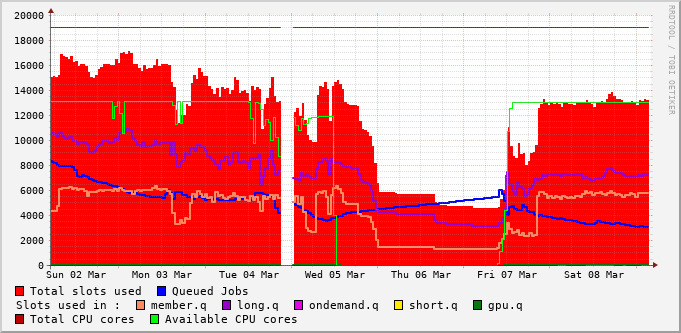 20000
18000
16000
14000
12000
10000
8000
6000
4000
2000
0
Sun 02 Mar Mon 03 Mar Tue 04 Mar Wed 05 Mar Thu 06 Mar Fri 07 Mar Sat 08 Mar
Total slots used Queued Jobs
Slots used in : member.q long.q ondemand.q short.q gpu.q
Total CPU cores Available CPU cores
RRDTOOL / TOBI OETIKER